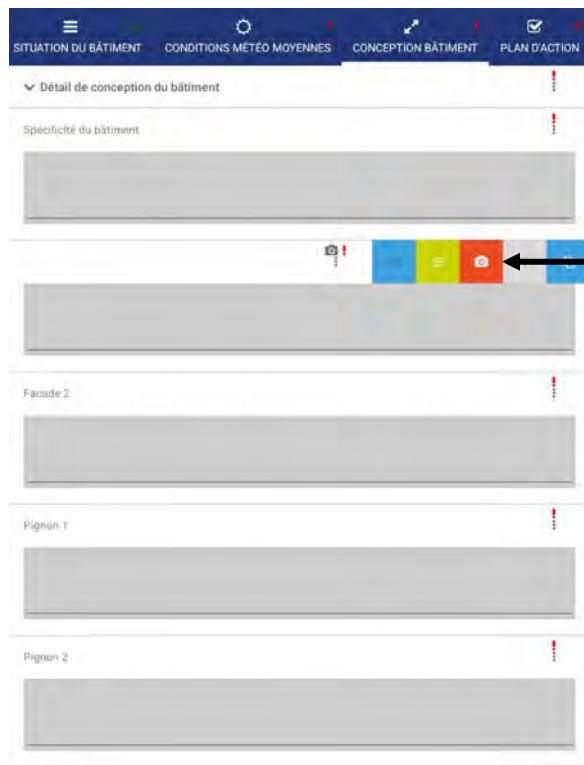 SITUATION DU BÂTIMENT
CONDITIONS MÉTÉO MOYENNES
CONCEPTION BÂTIMENT
PLAN D'ACTION
Détail de conception du bâtiment
Spécificité du bâtiment
Facade 2
Pignon 1
Pignon 2